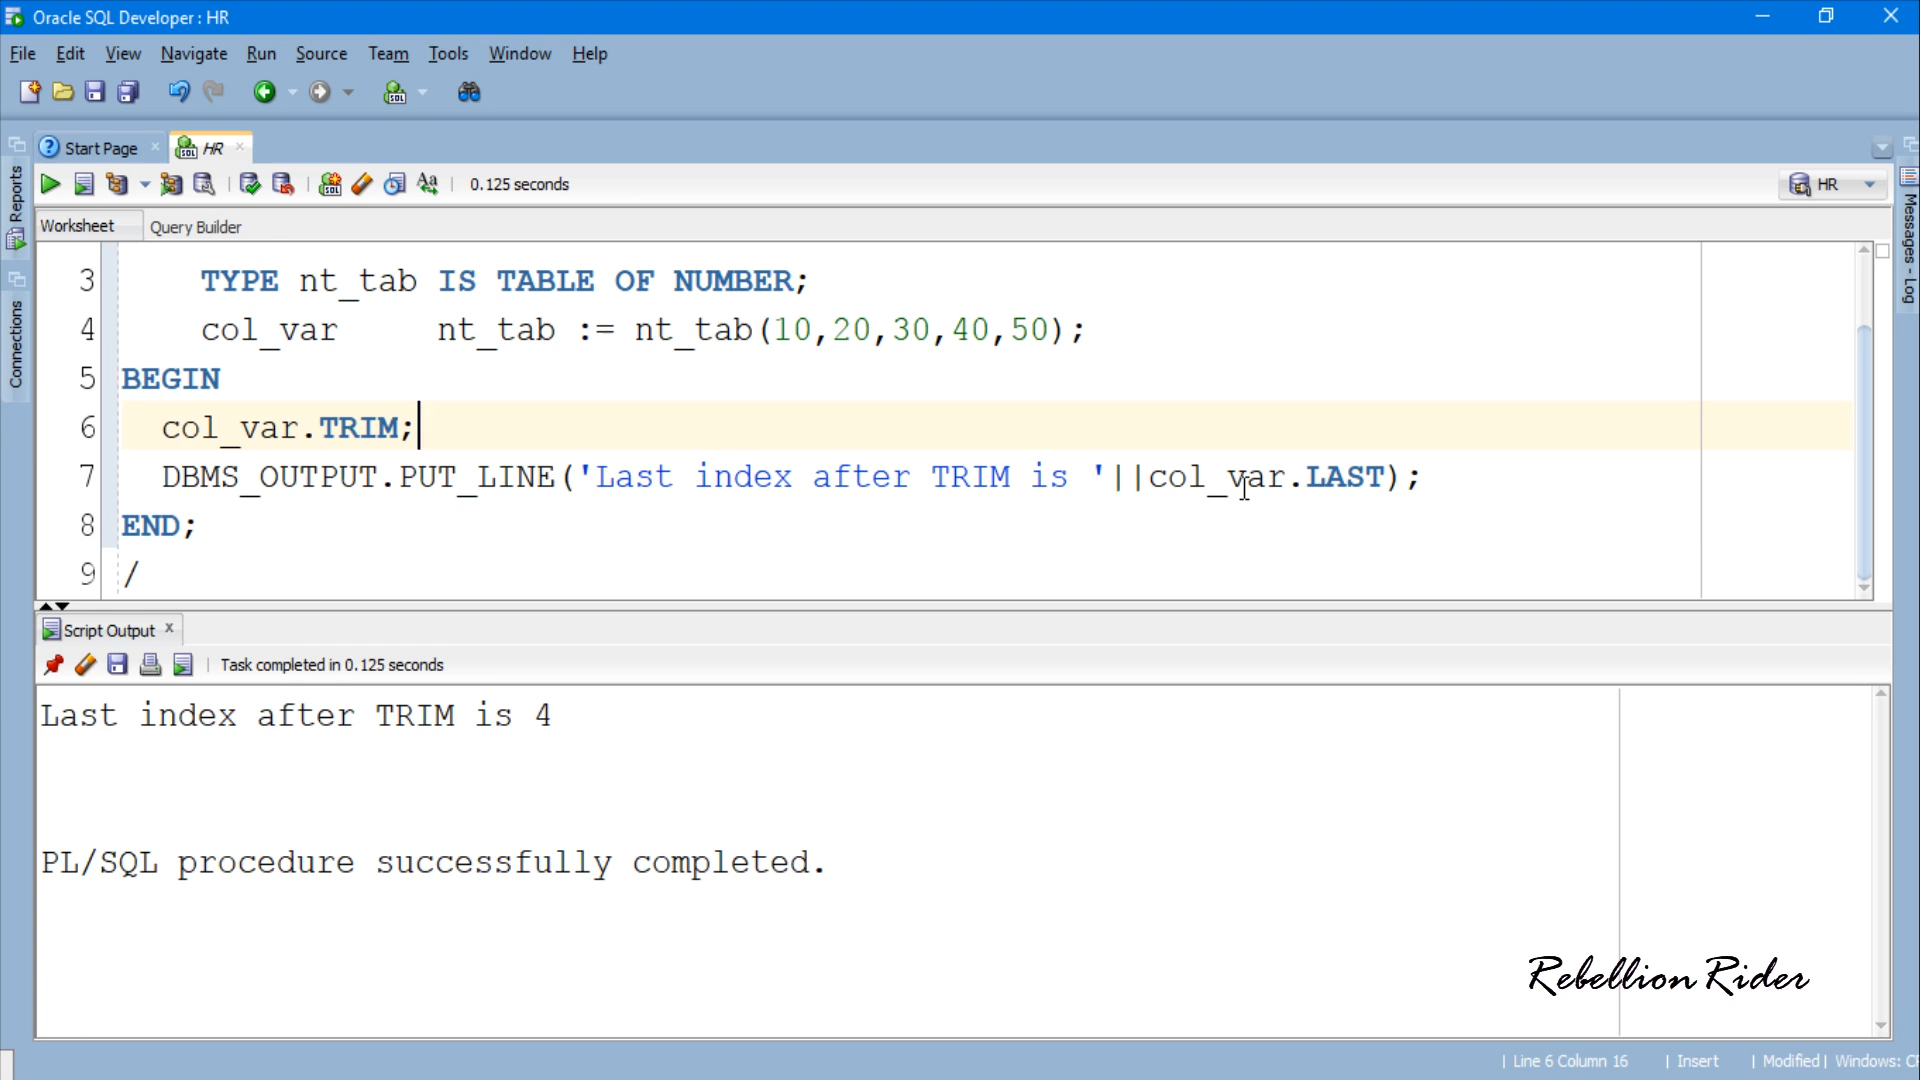 Oracle SQL Developer : HR
File Edit View Navigate Run Source Team Tools Window Help
Start Page HR
0.125 seconds HR
Worksheet Query Builder
3 TYPE nt_tab IS TABLE OF NUMBER;
4 col_var nt_tab := nt_tab(10,20,30,40,50);
5 BEGIN
6 col_var.TRIM;
7 DBMS_OUTPUT.PUT_LINE('Last index after TRIM is '||col_var.LAST);
8 END;
9 /
Script Output
Task completed in 0.125 seconds
Last index after TRIM is 4
PL/SQL procedure successfully completed.
Rebellion Rider
Line 6 Column 16 | Insert | Modified | Windows: C
Reports
Connections
Messages - Log